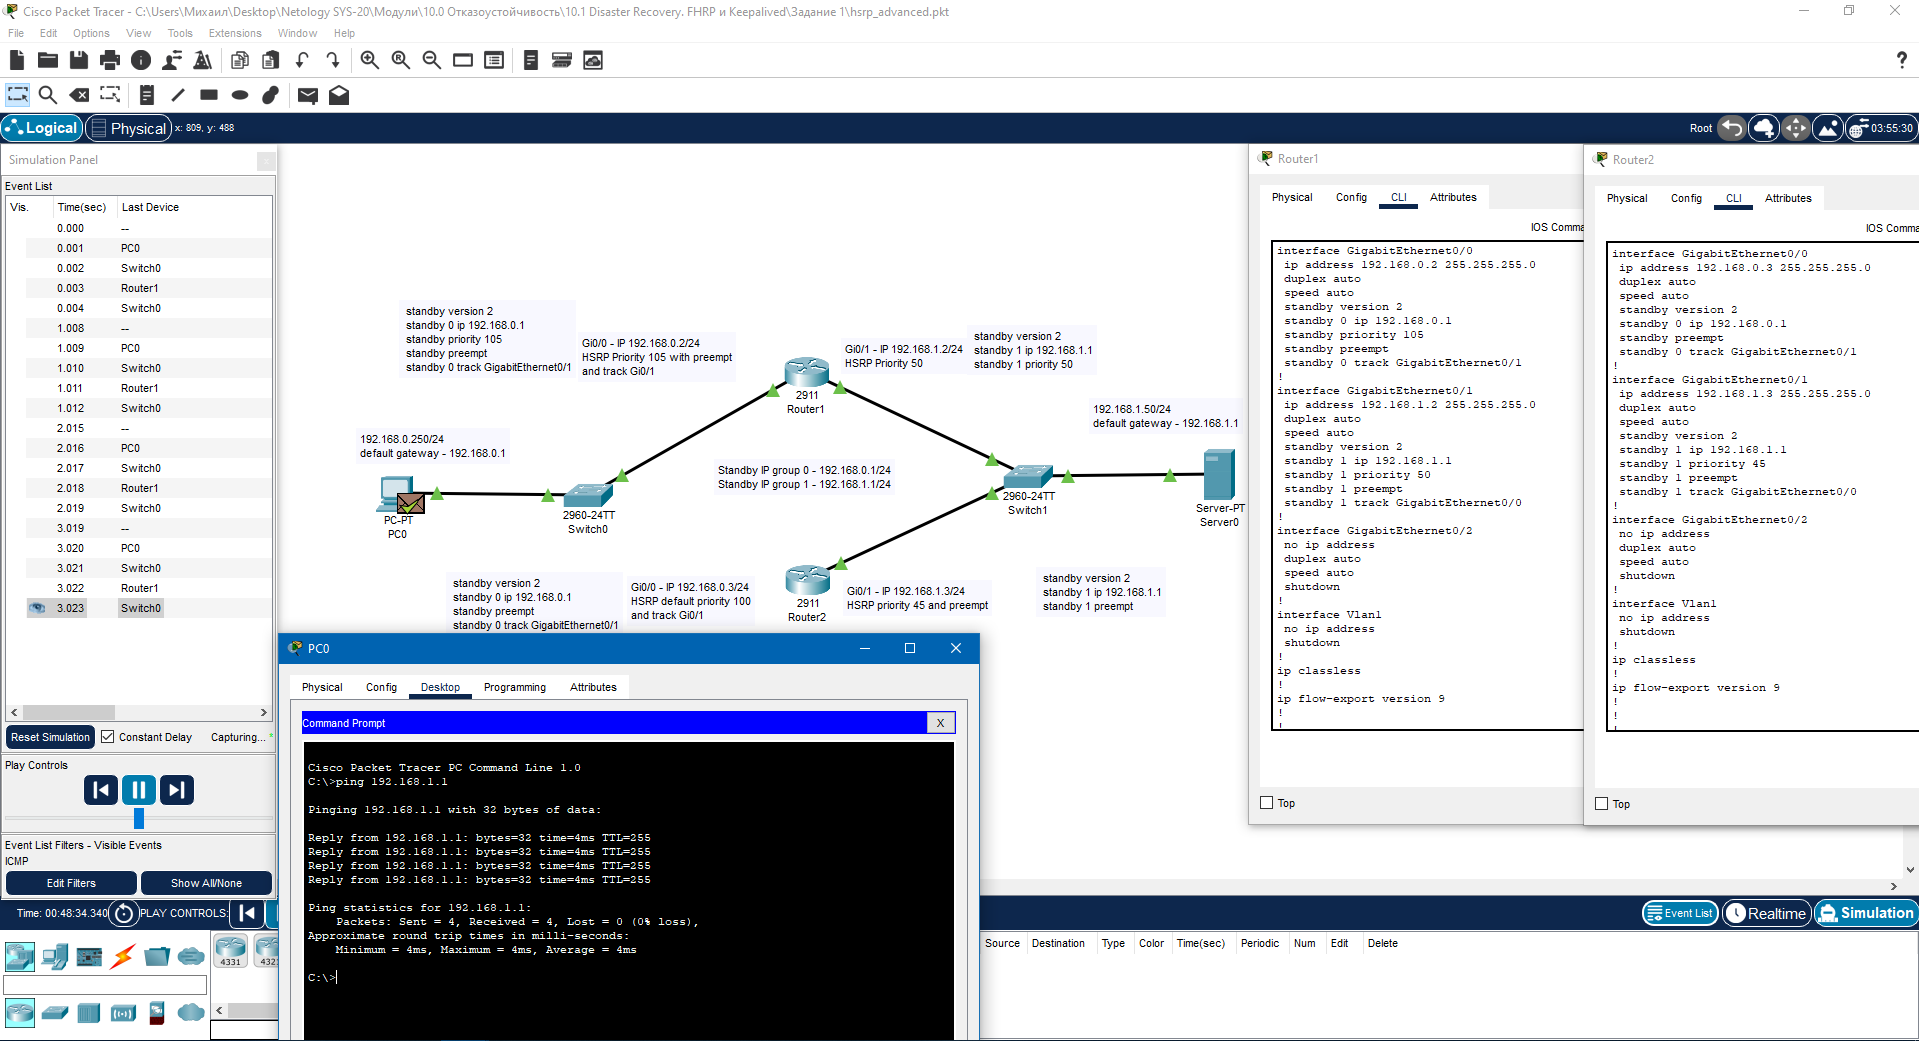 Cisco Packet Tracer - C:\Users\Михаил\Desktop\Netology SYS-20\Модули\10.0 Отказоустойчивость\10.1 Disaster Recovery. FHRP и Keepalived\Задание 1\hsrp_advanced.pkt
File Edit Options View Tools Extensions Window Help
Logical Physical x: 809, y: 488 Root 03:55:30
Simulation Panel
Event List
Vis. Time(sec) Last Device
0.000 --
0.001 PC0
0.002 Switch0
0.003 Router1
0.004 Switch0
1.008 --
1.009 PC0
1.010 Switch0
1.011 Router1
1.012 Switch0
2.015 --
2.016 PC0
2.017 Switch0
2.018 Router1
2.019 Switch0
3.019 --
3.020 PC0
3.021 Switch0
3.022 Router1
3.023 Switch0
Reset Simulation Constant Delay Capturing... *
Play Controls
Event List Filters - Visible Events
ICMP
Edit Filters Show All/None
Time: 00:48:34.340 PLAY CONTROLS:
4331 432
standby version 2
standby 0 ip 192.168.0.1
standby priority 105
standby preempt
standby 0 track GigabitEthernet0/1
Gi0/0 - IP 192.168.0.2/24
HSRP Priority 105 with preempt
and track Gi0/1
2911
Router1
Gi0/1 - IP 192.168.1.2/24
HSRP Priority 50
standby version 2
standby 1 ip 192.168.1.1
standby 1 priority 50
192.168.0.250/24
default gateway - 192.168.0.1
PC-PT
PC0
2960-24TT
Switch0
Standby IP group 0 - 192.168.0.1/24
Standby IP group 1 - 192.168.1.1/24
2960-24TT
Switch1
192.168.1.50/24
default gateway - 192.168.1.1
Server-PT
Server0
standby version 2
standby 0 ip 192.168.0.1
standby preempt
standby 0 track GigabitEthernet0/1
Gi0/0 - IP 192.168.0.3/24
HSRP default priority 100
and track Gi0/1
2911
Router2
Gi0/1 - IP 192.168.1.3/24
HSRP priority 45 and preempt
standby version 2
standby 1 ip 192.168.1.1
standby 1 preempt
PC0
Physical Config Desktop Programming Attributes
Command Prompt X
Cisco Packet Tracer PC Command Line 1.0
C:\>ping 192.168.1.1
Pinging 192.168.1.1 with 32 bytes of data:
Reply from 192.168.1.1: bytes=32 time=4ms TTL=255
Reply from 192.168.1.1: bytes=32 time=4ms TTL=255
Reply from 192.168.1.1: bytes=32 time=4ms TTL=255
Reply from 192.168.1.1: bytes=32 time=4ms TTL=255
Ping statistics for 192.168.1.1:
Packets: Sent = 4, Received = 4, Lost = 0 (0% loss),
Approximate round trip times in milli-seconds:
Minimum = 4ms, Maximum = 4ms, Average = 4ms
C:\>
Router1
Physical Config CLI Attributes
IOS Comma
interface GigabitEthernet0/0
ip address 192.168.0.2 255.255.255.0
duplex auto
speed auto
standby version 2
standby 0 ip 192.168.0.1
standby priority 105
standby preempt
standby 0 track GigabitEthernet0/1
!
interface GigabitEthernet0/1
ip address 192.168.1.2 255.255.255.0
duplex auto
speed auto
standby version 2
standby 1 ip 192.168.1.1
standby 1 priority 50
standby 1 preempt
standby 1 track GigabitEthernet0/0
!
interface GigabitEthernet0/2
no ip address
duplex auto
speed auto
shutdown
!
interface Vlan1
no ip address
shutdown
!
ip classless
!
ip flow-export version 9
!
!
Top
Router2
Physical Config CLI Attributes
IOS Comma
interface GigabitEthernet0/0
ip address 192.168.0.3 255.255.255.0
duplex auto
speed auto
standby version 2
standby 0 ip 192.168.0.1
standby preempt
standby 0 track GigabitEthernet0/1
!
interface GigabitEthernet0/1
ip address 192.168.1.3 255.255.255.0
duplex auto
speed auto
standby version 2
standby 1 ip 192.168.1.1
standby 1 priority 45
standby 1 preempt
standby 1 track GigabitEthernet0/0
!
interface GigabitEthernet0/2
no ip address
duplex auto
speed auto
shutdown
!
interface Vlan1
no ip address
shutdown
!
ip classless
!
ip flow-export version 9
!
!
!
Top
Event List Realtime Simulation
Source Destination Type Color Time(sec) Periodic Num Edit Delete